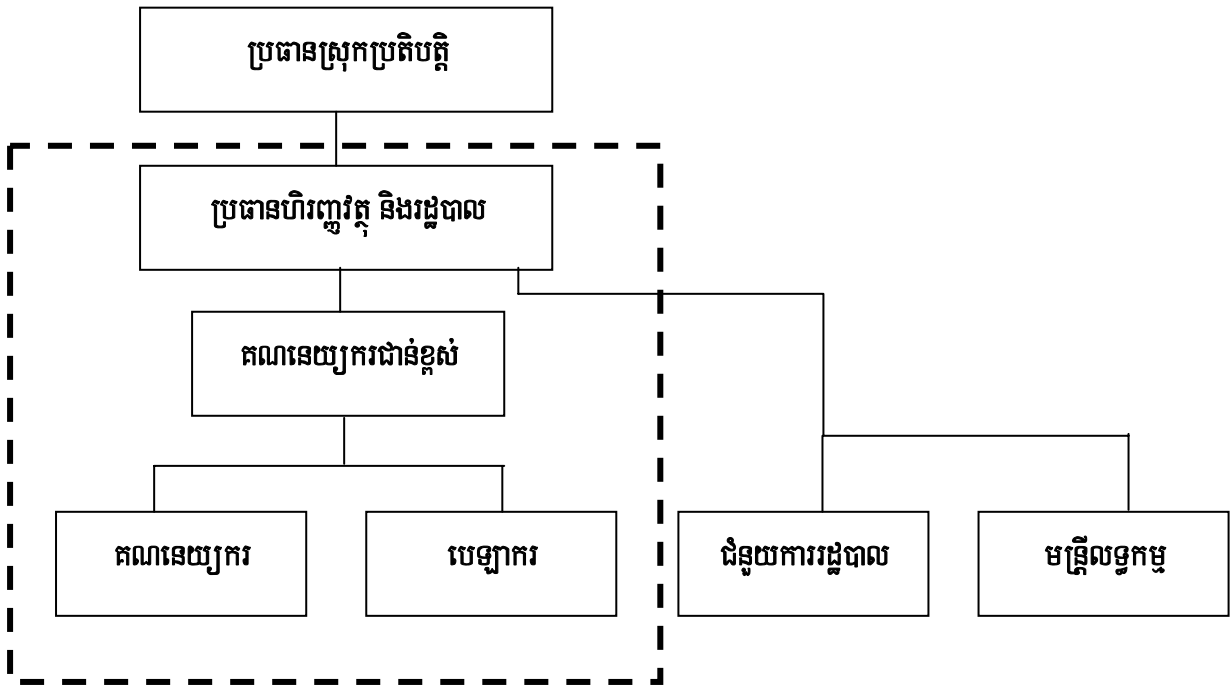 ប្រធានស្រុកប្រតិបត្តិ
ប្រធានហិរញ្ញវត្ថុ និងរដ្ឋបាល
គណនេយ្យករជាន់ខ្ពស់
គណនេយ្យករ
បេឡាករ
ជំនួយការរដ្ឋបាល
មន្ត្រីលទ្ធកម្ម